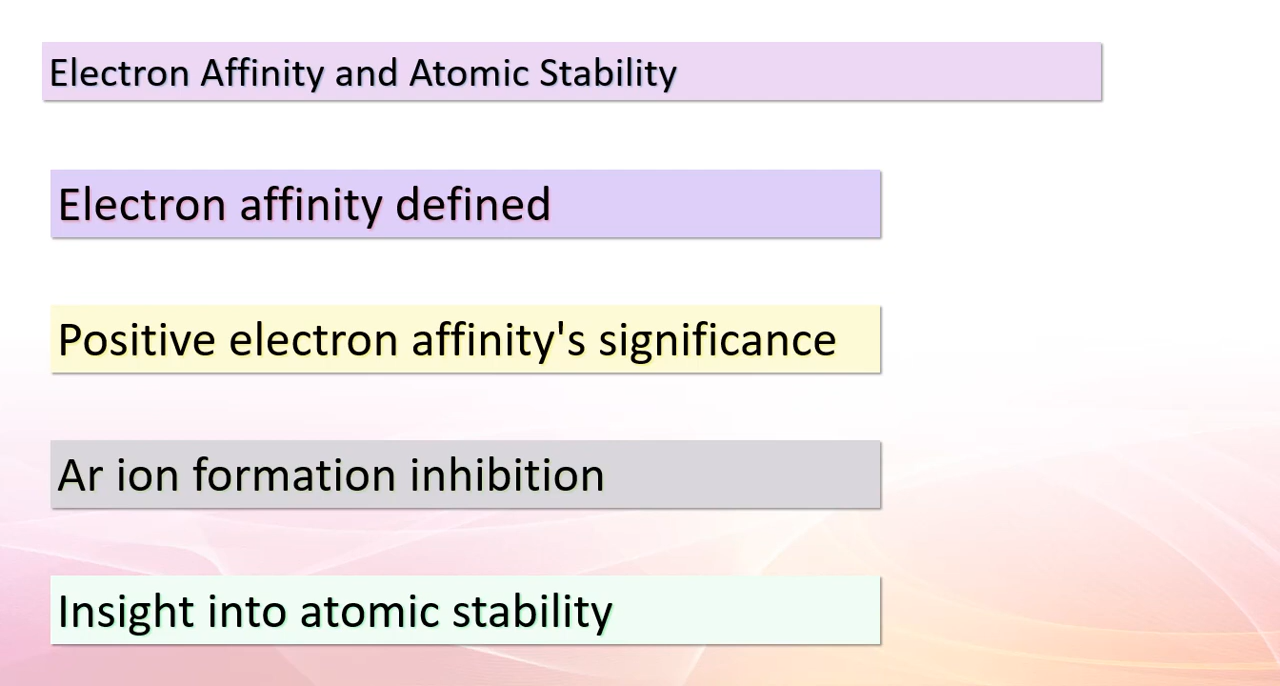 Electron Affinity and Atomic Stability
Electron affinity defined
Positive electron affinity's significance
Ar ion formation inhibition
Insight into atomic stability